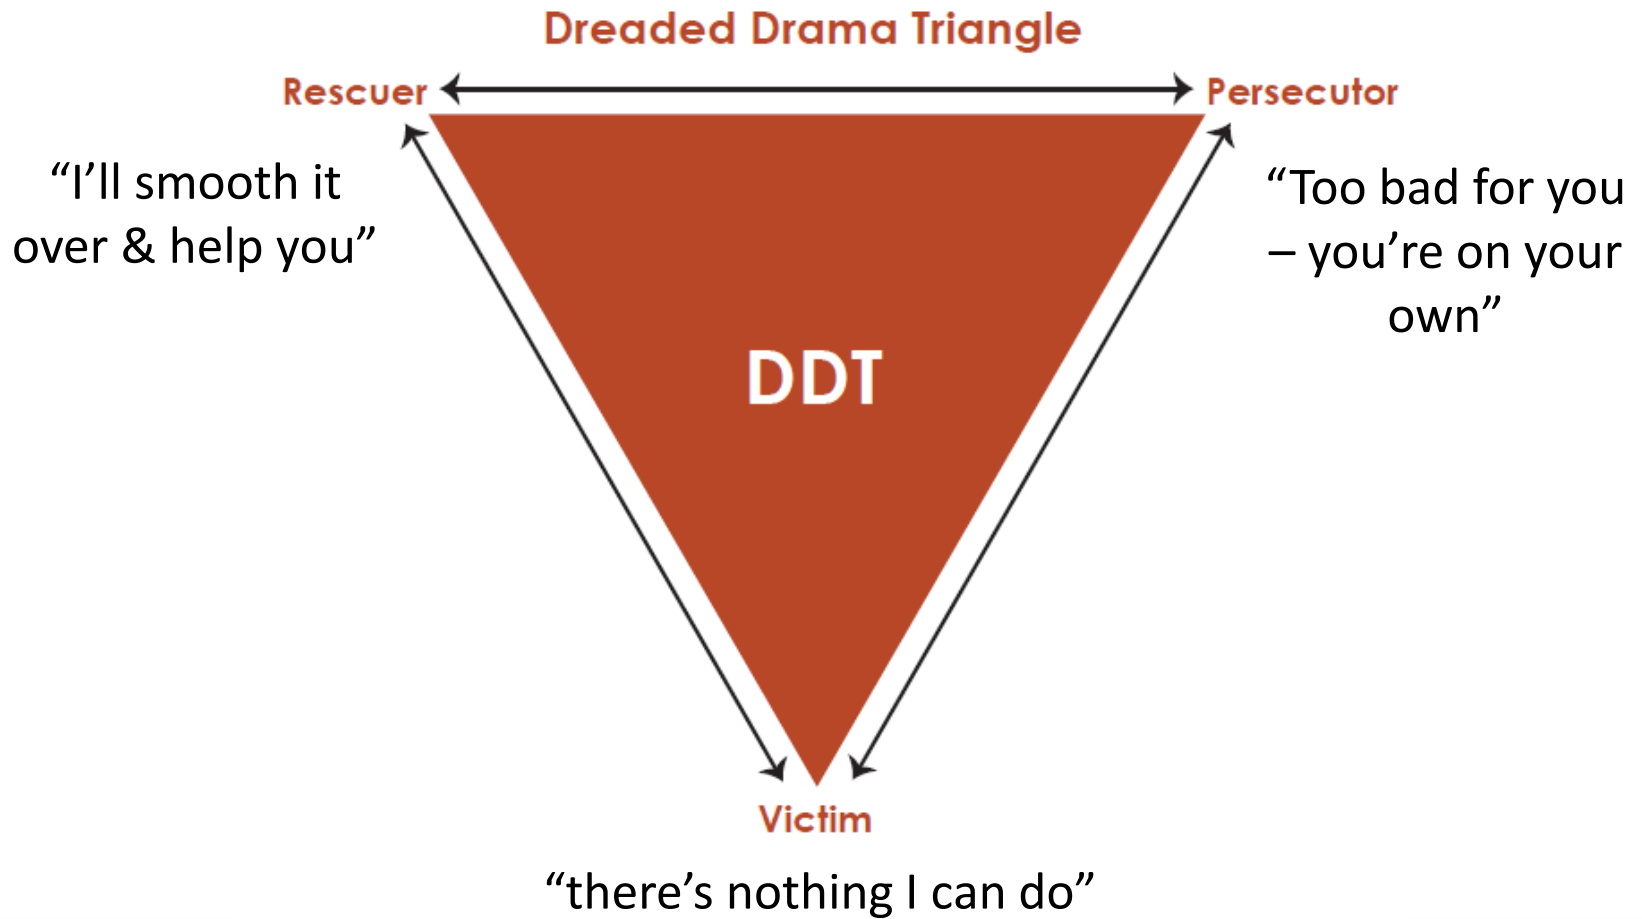 Dreaded Drama Triangle
Rescuer
Persecutor
“I’ll smooth it
over & help you”
“Too bad for you
– you’re on your
own”
DDT
Victim
“there’s nothing I can do”